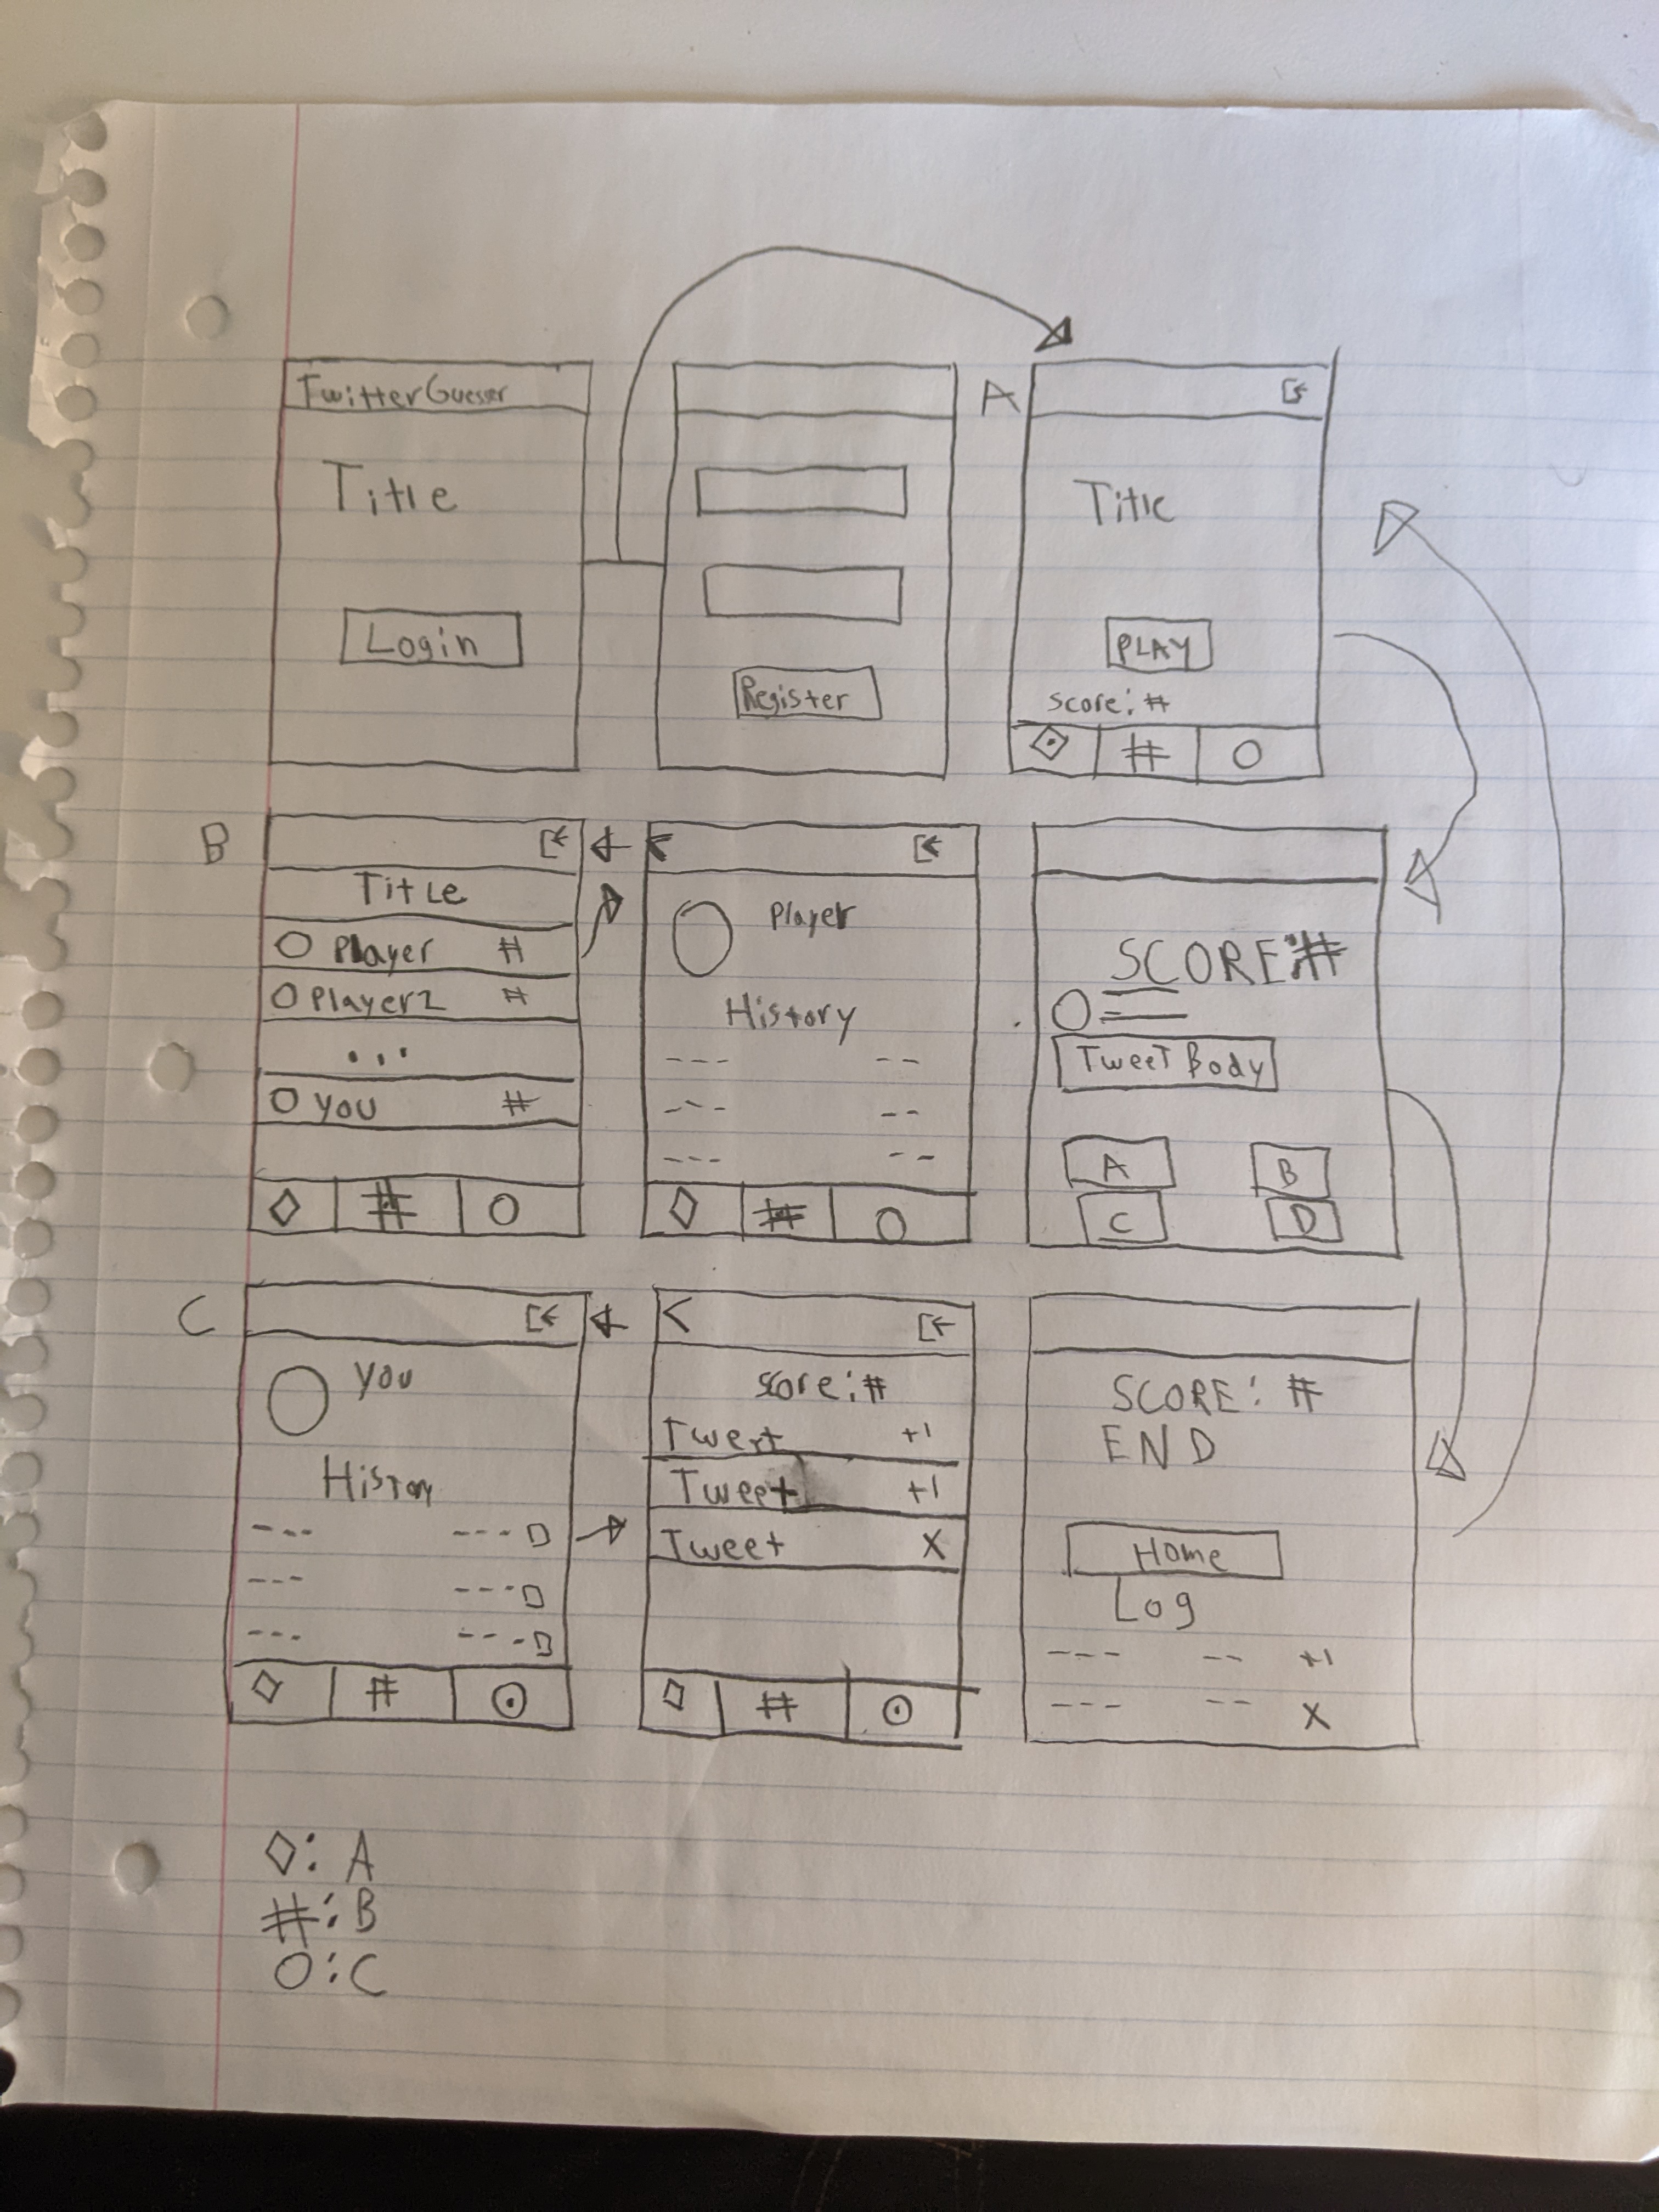 TwitterGuesser
Title
Login
Register
A
Title
PLAY
score: #
#
B
Title
Player #
Player2 #
...
You #
#
Player
History
#
SCORE: #
Tweet Body
A B
C D
C
You
History
#
<
score: #
Tweet +1
Tweet +1
Tweet X
#
SCORE: #
END
Home
Log
+1
X
◇: A
#: B
O: C